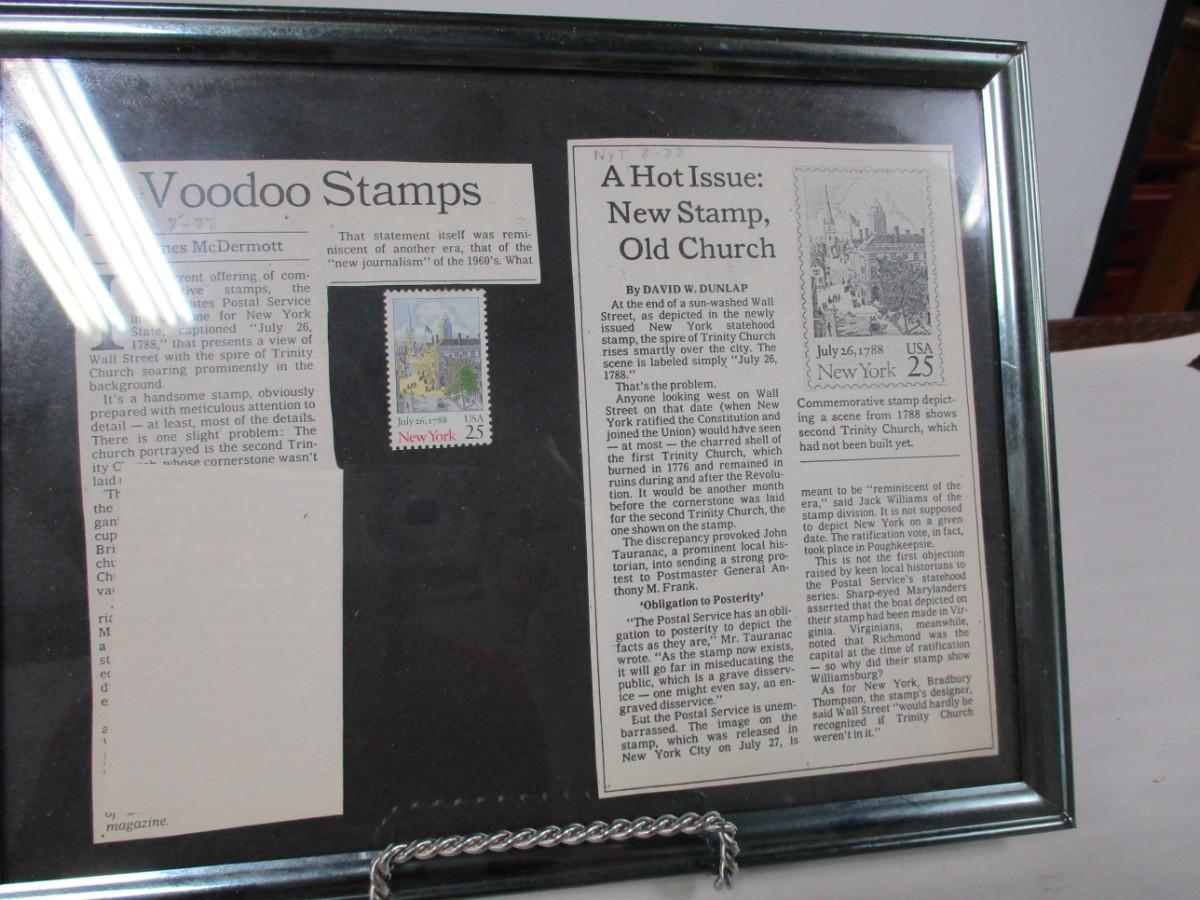 Voodoo Stamps
8-88
mes McDermott
rrent offering of com-
tive stamps, the
ates Postal Service
one for New York
State, captioned "July 26,
1788," that presents a view of
Wall Street with the spire of Trinity
Church soaring prominently in the
background.
It's a handsome stamp, obviously
prepared with meticulous attention to
detail — at least, most of the details.
There is one slight problem: The
church portrayed is the second Trin-
ity C whose cornerstone wasn't
laid
Th
the
gan
cup
Bri
chu
Ch
va
ria
M
a
st
ec
d
e
magazine.
That statement itself was remi-
niscent of another era, that of the
"new journalism" of the 1960's. What
July 26, 1788 USA
New York 25
NYT 8-88
A Hot Issue:
New Stamp,
Old Church
By DAVID W. DUNLAP
At the end of a sun-washed Wall
Street, as depicted in the newly
issued New York statehood
stamp, the spire of Trinity Church
rises smartly over the city. The
scene is labeled simply "July 26,
1788."
That's the problem.
Anyone looking west on Wall
Street on that date (when New
York ratified the Constitution and
joined the Union) would have seen
— at most — the charred shell of
the first Trinity Church, which
burned in 1776 and remained in
ruins during and after the Revolu-
tion. It would be another month
before the cornerstone was laid
for the second Trinity Church, the
one shown on the stamp.
The discrepancy provoked John
Tauranac, a prominent local his-
torian, into sending a strong pro-
test to Postmaster General An-
thony M. Frank.
'Obligation to Posterity'
"The Postal Service has an obli-
gation to posterity to depict the
facts as they are," Mr. Tauranac
wrote. "As the stamp now exists,
it will go far in miseducating the
public, which is a grave disserv-
ice — one might even say, an en-
graved disservice."
Eut the Postal Service is unem-
barrassed. The image on the
stamp, which was released in
New York City on July 27, is
July 26, 1788 USA
New York 25
Commemorative stamp depict-
ing a scene from 1788 shows
second Trinity Church, which
had not been built yet.
meant to be "reminiscent of the
era," said Jack Williams of the
stamp division. It is not supposed
to depict New York on a given
date. The ratification vote, in fact,
took place in Poughkeepsie.
This is not the first objection
raised by keen local historians to
the Postal Service's statehood
series. Sharp-eyed Marylanders
asserted that the boat depicted on
their stamp had been made in Vir-
ginia. Virginians, meanwhile,
noted that Richmond was the
capital at the time of ratification
— so why did their stamp show
Williamsburg?
As for New York, Bradbury
Thompson, the stamp's designer,
said Wall Street "would hardly be
recognized if Trinity Church
weren't in it."